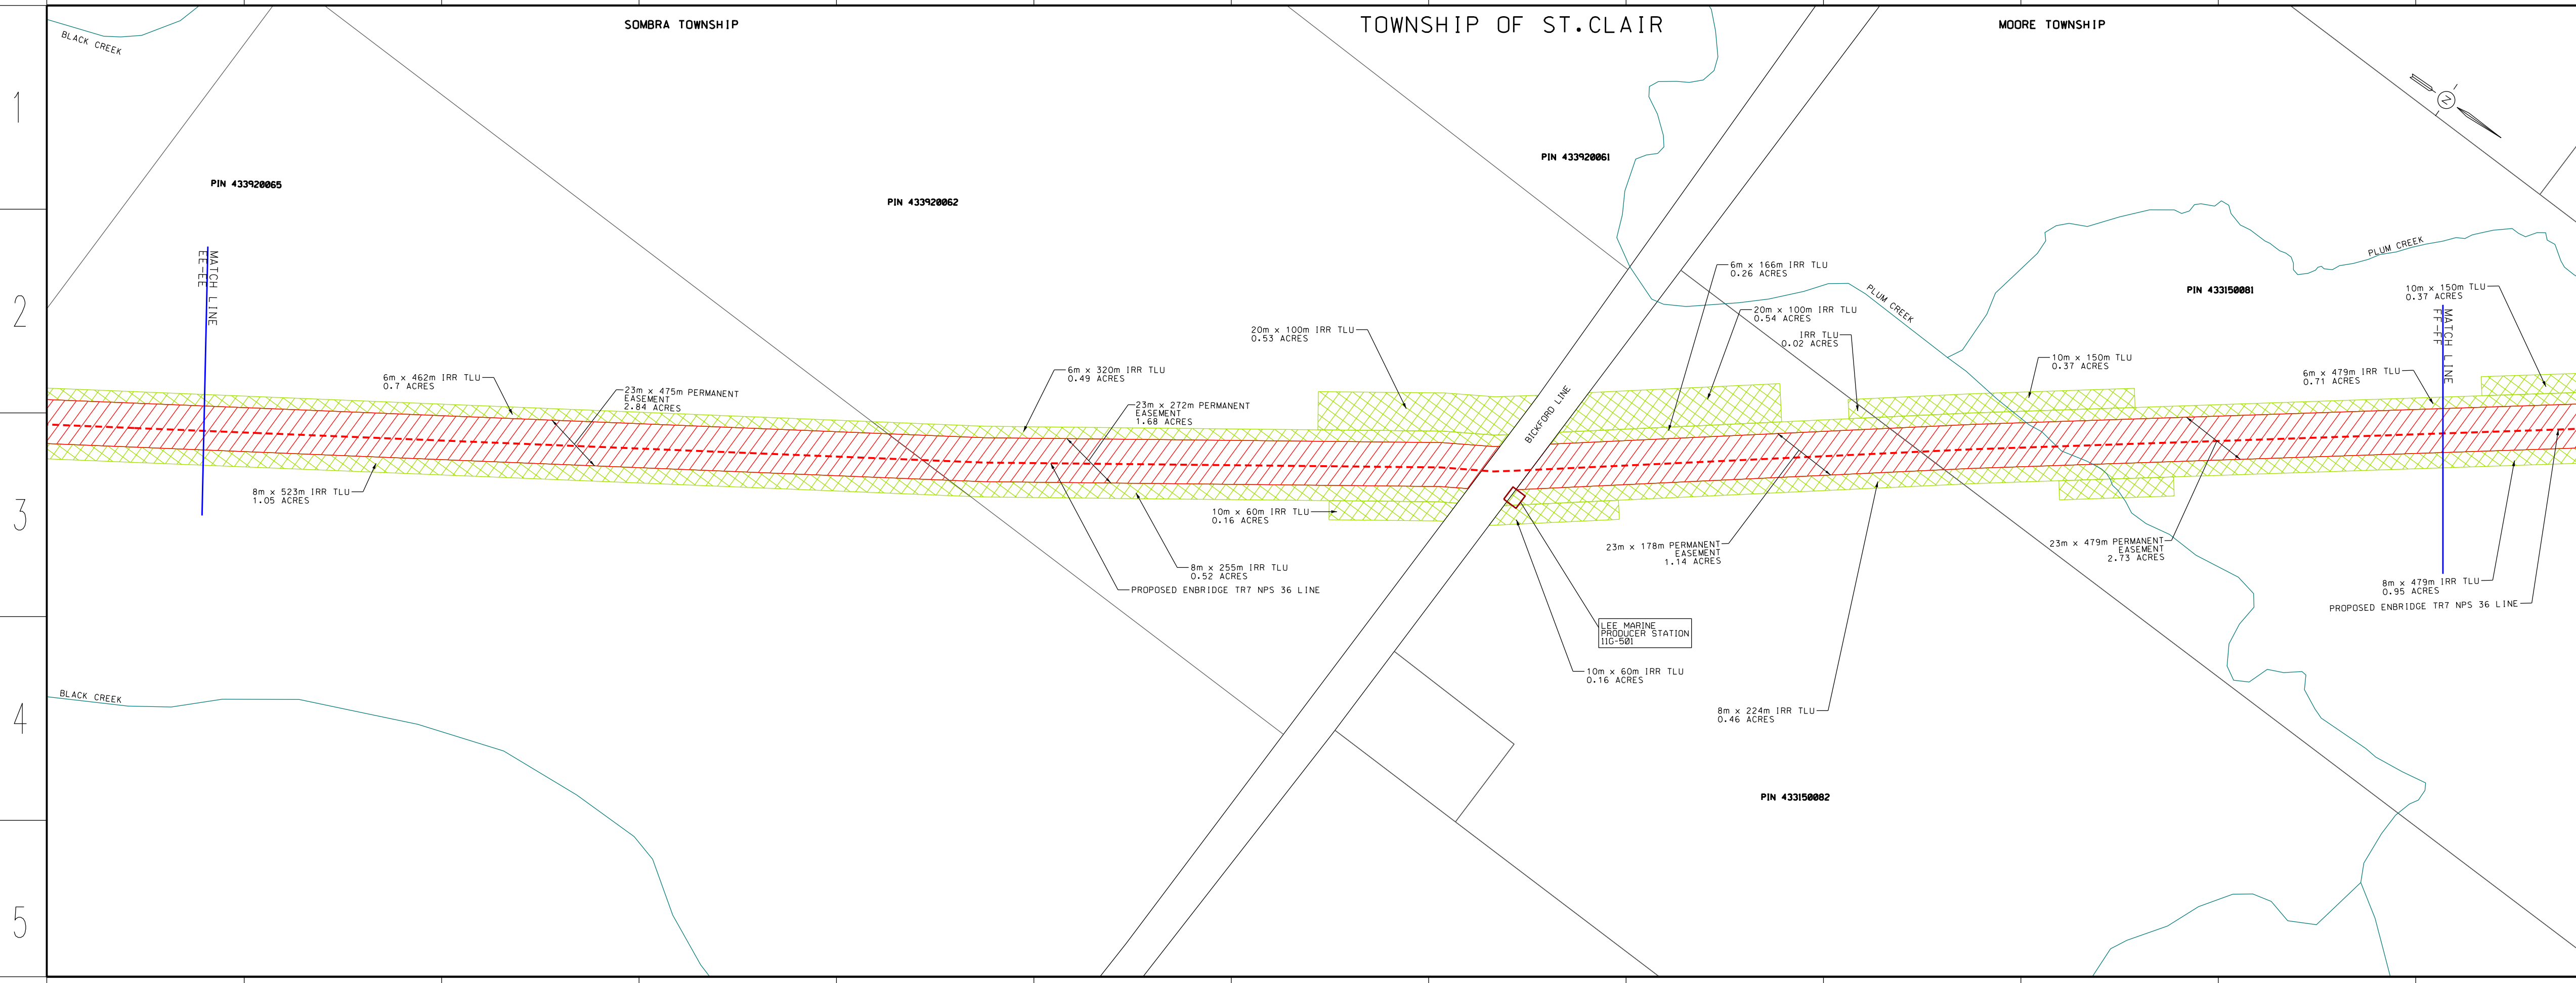 SOMBRA TOWNSHIP
TOWNSHIP OF ST.CLAIR
MOORE TOWNSHIP
BLACK CREEK
1
N
PIN 433920061
PIN 433920065
PIN 433920062
2
MATCH LINE
EE-EE
PLUM CREEK
6m x 166m IRR TLU
0.26 ACRES
PLUM CREEK
PIN 433150081
10m x 150m TLU
0.37 ACRES
20m x 100m IRR TLU
0.54 ACRES
20m x 100m IRR TLU
0.53 ACRES
IRR TLU
0.02 ACRES
MATCH LINE
FF-FF
10m x 150m TLU
0.37 ACRES
6m x 320m IRR TLU
0.49 ACRES
6m x 479m IRR TLU
0.71 ACRES
6m x 462m IRR TLU
0.7 ACRES
23m x 475m PERMANENT
EASEMENT
2.84 ACRES
23m x 272m PERMANENT
EASEMENT
1.68 ACRES
BICKFORD LINE
8m x 523m IRR TLU
1.05 ACRES
3
10m x 60m IRR TLU
0.16 ACRES
23m x 178m PERMANENT
EASEMENT
1.14 ACRES
23m x 479m PERMANENT
EASEMENT
2.73 ACRES
8m x 255m IRR TLU
0.52 ACRES
PROPOSED ENBRIDGE TR7 NPS 36 LINE
8m x 479m IRR TLU
0.95 ACRES
PROPOSED ENBRIDGE TR7 NPS 36 LINE
LEE MARINE
PRODUCER STATION
11G-501
10m x 60m IRR TLU
0.16 ACRES
BLACK CREEK
4
8m x 224m IRR TLU
0.46 ACRES
PIN 433150082
5